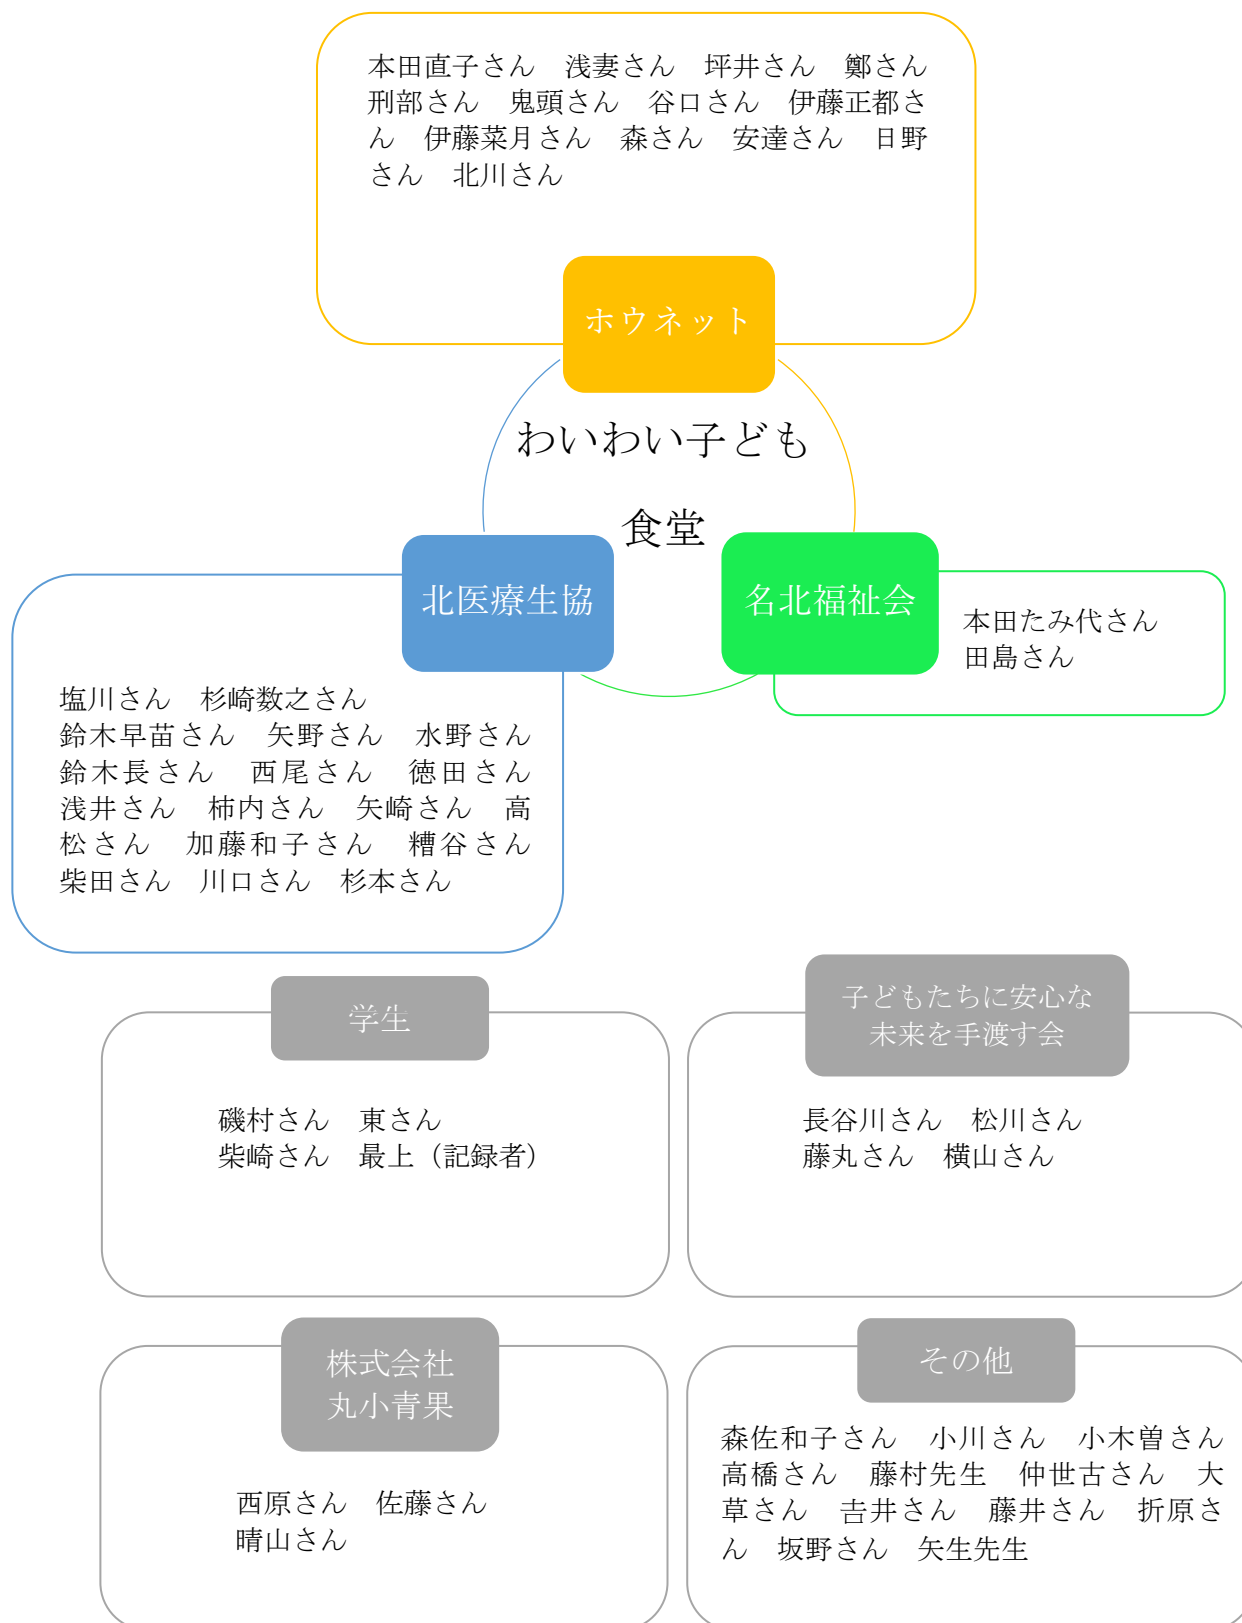 本田直子さん　浅妻さん　坪井さん　鄭さん
刑部さん　鬼頭さん　谷口さん　伊藤正都さ
ん　伊藤菜月さん　森さん　安達さん　日野
さん　北川さん
ホウネット
わいわい子ども
食堂
北医療生協
名北福祉会
本田たみ代さん
田島さん
塩川さん　杉崎数之さん
鈴木早苗さん　矢野さん　水野さん
鈴木長さん　西尾さん　徳田さん
浅井さん　柿内さん　矢崎さん　高
松さん　加藤和子さん　糟谷さん
柴田さん　川口さん　杉本さん
学生
磯村さん　東さん
柴崎さん　最上（記録者）
子どもたちに安心な
未来を手渡す会
長谷川さん　松川さん
藤丸さん　横山さん
株式会社
丸小青果
西原さん　佐藤さん
晴山さん
その他
森佐和子さん　小川さん　小木曽さん
高橋さん　藤村先生　仲世古さん　大
草さん　𠮷井さん　藤井さん　折原さ
ん　坂野さん　矢生先生